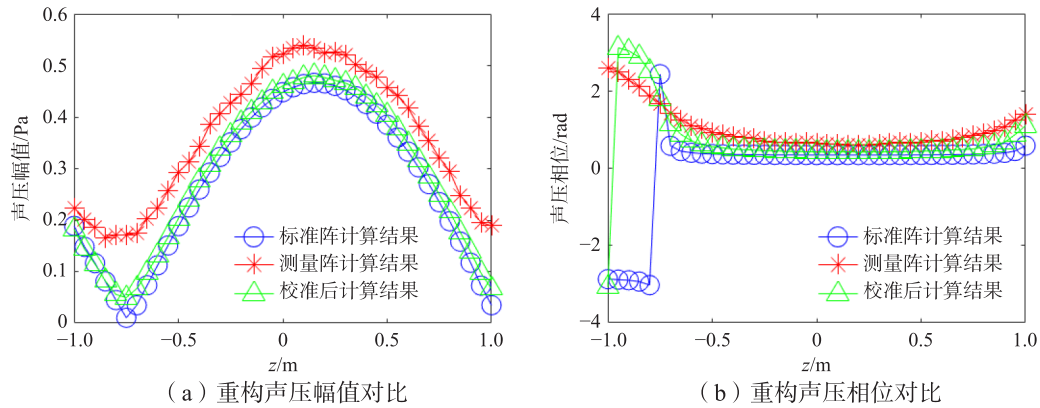 0.6
0.5
0.4
0.3
0.2
0.1
0
声压幅值/Pa
标准阵计算结果
测量阵计算结果
校准后计算结果
−1.0
−0.5
0
0.5
1.0
z/m
（a）重构声压幅值对比
4
2
0
−2
−4
声压相位/rad
标准阵计算结果
测量阵计算结果
校准后计算结果
−1.0
−0.5
0
0.5
1.0
z/m
（b）重构声压相位对比